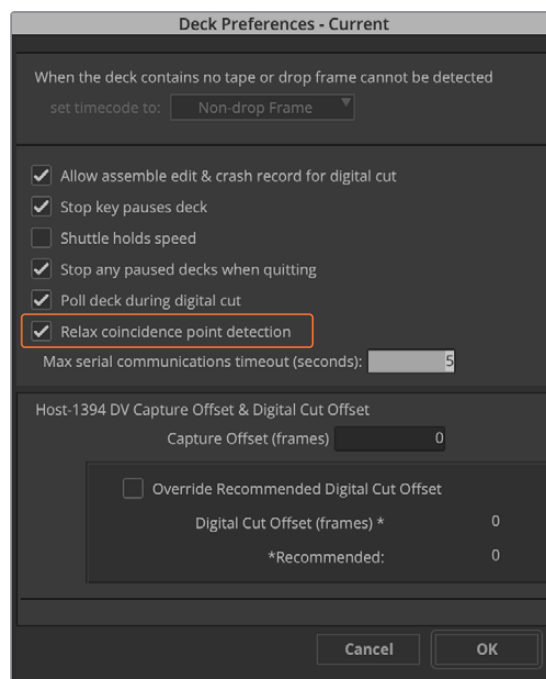 Deck Preferences - Current
When the deck contains no tape or drop frame cannot be detected
set timecode to: Non-drop Frame
Allow assemble edit & crash record for digital cut
Stop key pauses deck
Shuttle holds speed
Stop any paused decks when quitting
Poll deck during digital cut
Relax coincidence point detection
Max serial communications timeout (seconds): 5
Host-1394 DV Capture Offset & Digital Cut Offset
Capture Offset (frames) 0
Override Recommended Digital Cut Offset
Digital Cut Offset (frames) * 0
*Recommended: 0
Cancel OK